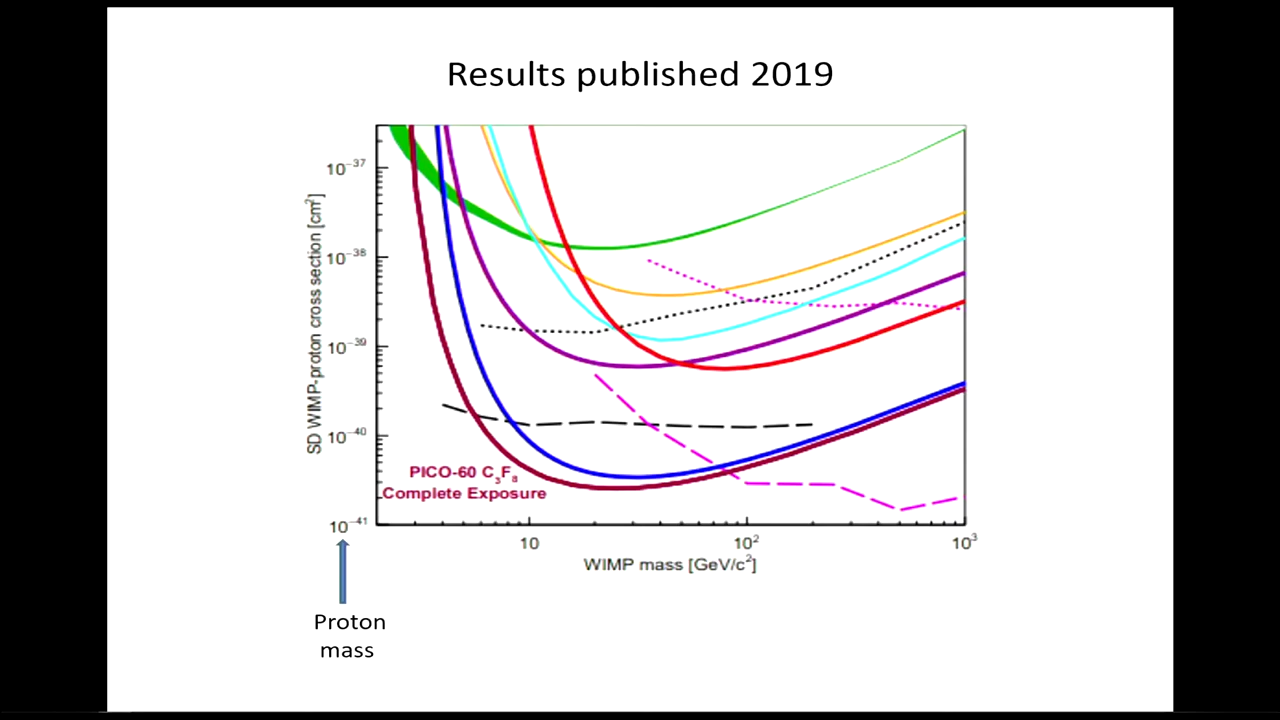 Results published 2019
SD WIMP-proton cross section [cm²]
10⁻³⁷
10⁻³⁸
10⁻³⁹
10⁻⁴⁰
10⁻⁴¹
PICO-60 C₃F₈
Complete Exposure
10
10²
10³
WIMP mass [GeV/c²]
Proton
mass